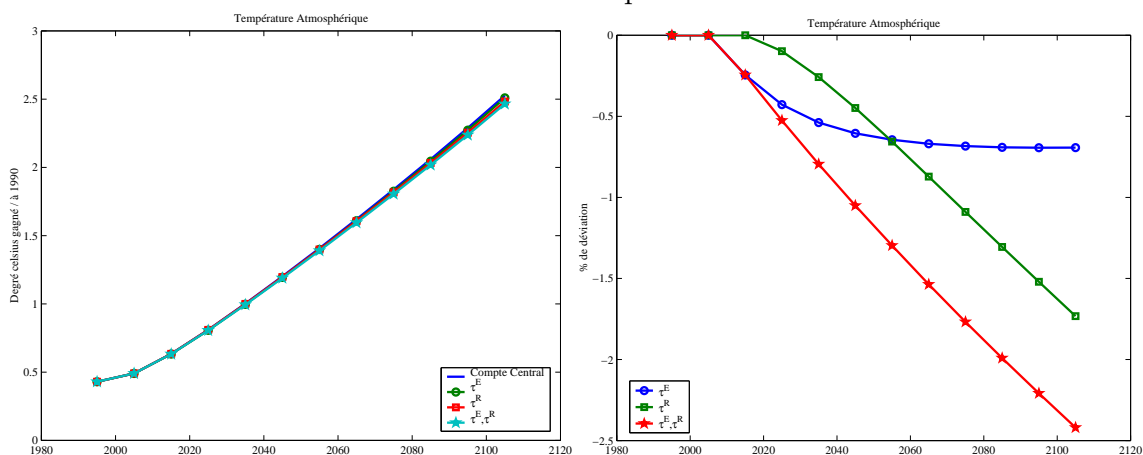 Température Atmosphérique
Degré celsius gagné / à 1990
3
2.5
2
1.5
1
0.5
0
1980 2000 2020 2040 2060 2080 2100 2120
Compte Central
τ^E
τ^R
τ^E,τ^R
Température Atmosphérique
% de déviation
0
−0.5
−1
−1.5
−2
−2.5
1980 2000 2020 2040 2060 2080 2100 2120
τ^E
τ^R
τ^E,τ^R